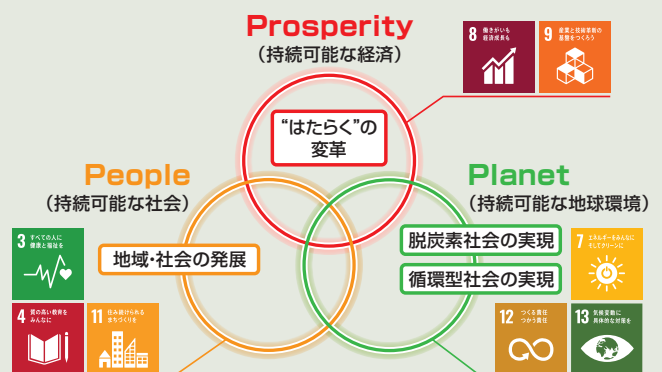 Prosperity
（持続可能な経済）
8 働きがいも
経済成長も
9 産業と技術革新の
基盤をつくろう
“はたらく”の
変革
People
（持続可能な社会）
Planet
（持続可能な地球環境）
3 すべての人に
健康と福祉を
地域・社会の発展
脱炭素社会の実現
循環型社会の実現
7 エネルギーをみんなに
そしてクリーンに
4 質の高い教育を
みんなに
11 住み続けられる
まちづくりを
12 つくる責任
つかう責任
13 気候変動に
具体的な対策を